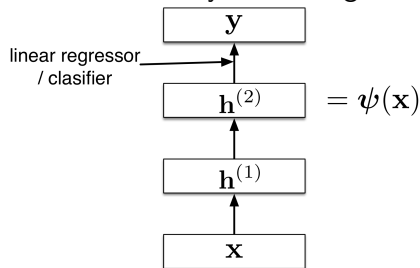 y
linear regressor
/ clasifier
h^{(2)} = ψ(x)
h^{(1)}
x